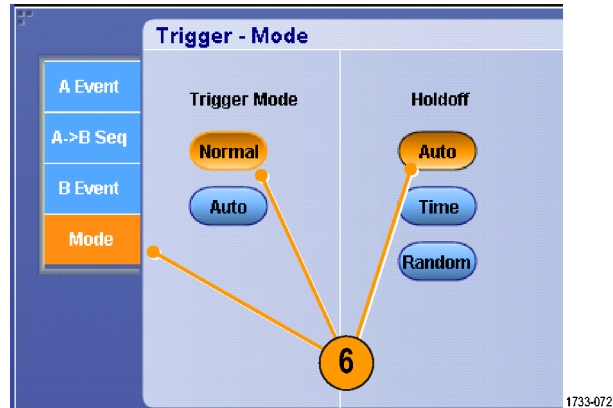 Trigger - Mode
A Event
A->B Seq
B Event
Mode
Trigger Mode
Normal
Auto
Holdoff
Auto
Time
Random
6
1733-072